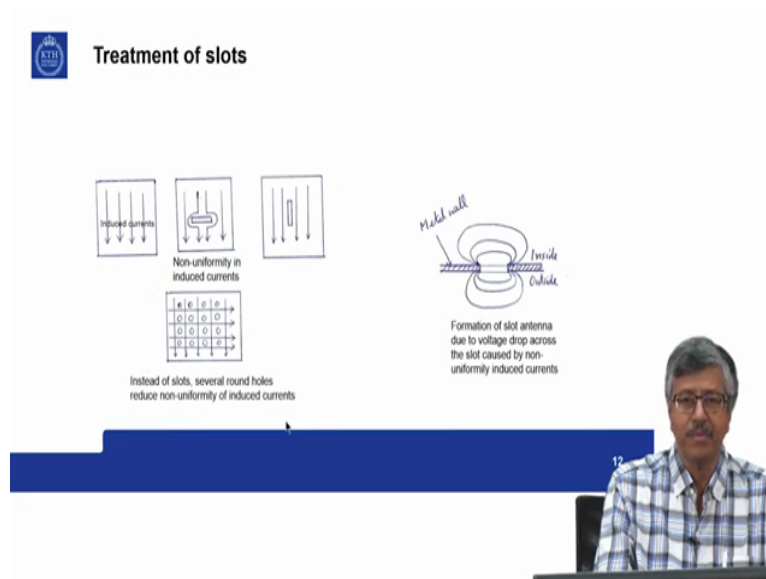 KTH
Treatment of slots
Induced currents
Non-uniformity in
induced currents
Instead of slots, several round holes
reduce non-uniformity of induced currents
Metal wall
Inside
Outside
Formation of slot antenna
due to voltage drop across
the slot caused by non-
uniformily induced currents
12